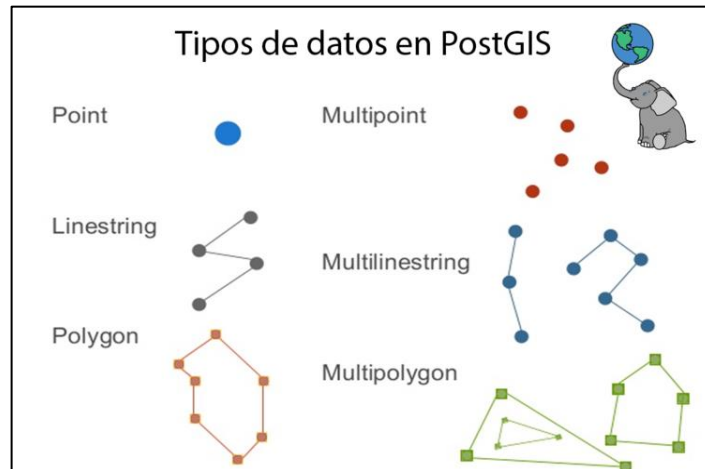 Tipos de datos en PostGIS
Point
Multipoint
Linestring
Multilinestring
Polygon
Multipolygon